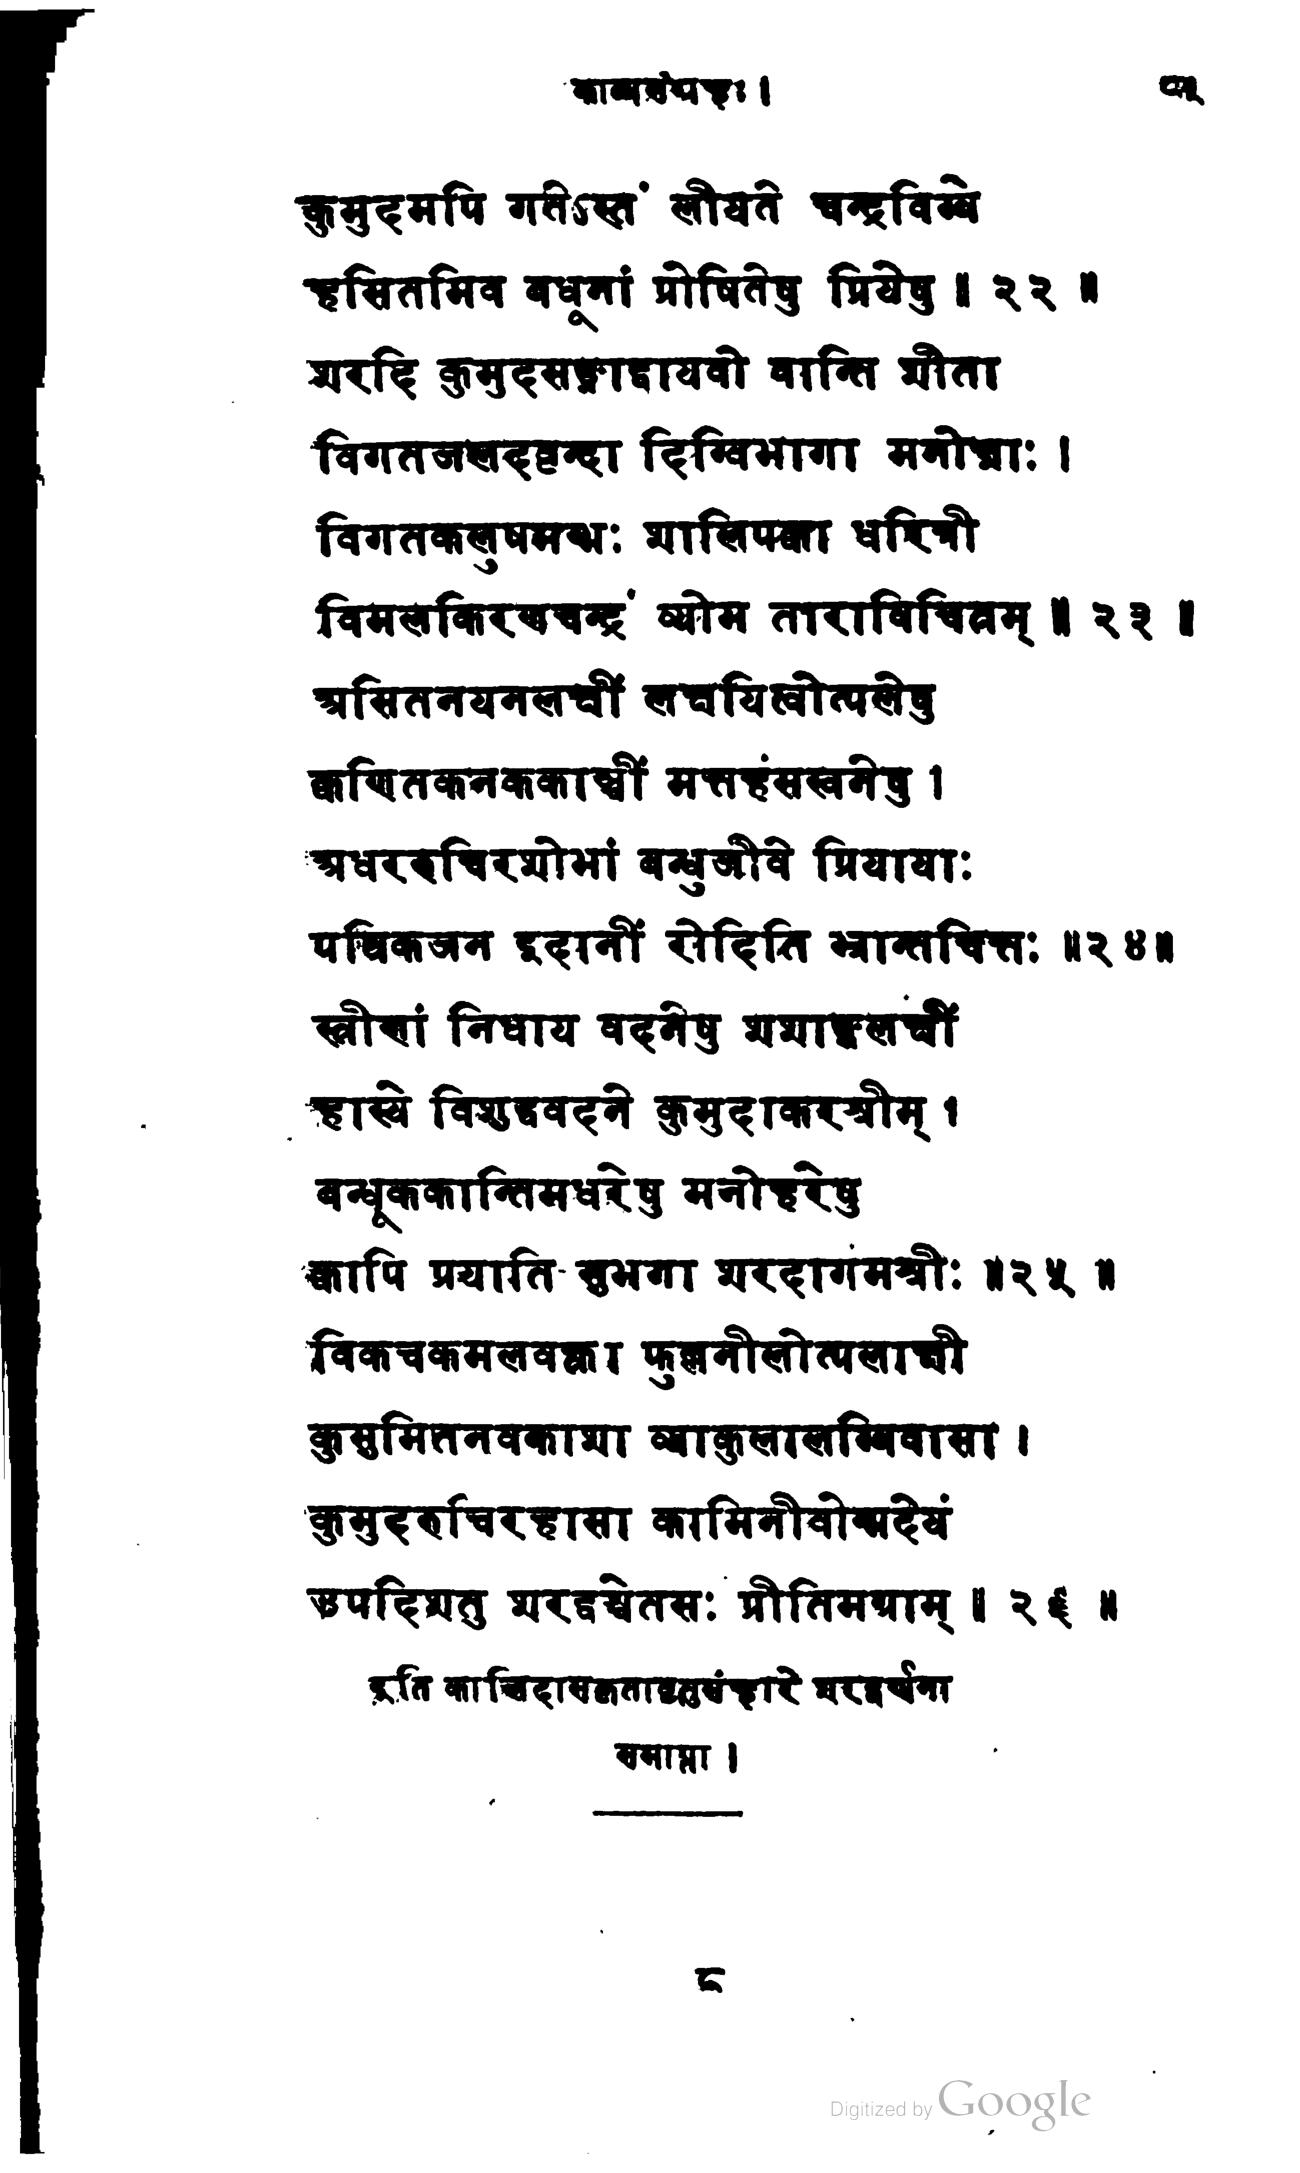 काव्यसंग्रहः ।
कुमुदमपि गतेऽस्तं लीयते चन्द्रविम्बे
हसितमिव बधूनां प्रोषितेषु प्रियेषु ॥ २२ ॥
शरदि कुमुदसङ्गाद्वायवो वान्ति शीता
विगतजलदवृन्दा दिग्विभागा मनोज्ञाः ।
विगतकलुषमम्भः शालिपक्वा धरित्री
विमलकिरणचन्द्रं व्योम ताराविचित्रम् ॥ २३ ॥
असितनयनलक्ष्मीं लक्षयित्वोत्पलेषु
क्वणितकनककाञ्चीं मत्तहंसस्वनेषु ।
अधररुचिरशोभां बन्धुजीवे प्रियायाः
पथिकजन इदानीं रोदिति भ्रान्तचित्तः ॥२४॥
स्त्रीणां निधाय वदनेषु शशाङ्कलक्ष्मीं
हास्ये विशुद्धवदने कुमुदाकरश्रीम् ।
बन्धूककान्तिमधरेषु मनोहरेषु
क्वापि प्रयाति सुभगा शरदागमश्रीः ॥२५ ॥
विकचकमलवक्त्रा फुल्लनीलोत्पलाक्षी
कुसुमितनवकाशा व्याकुलालम्बिवासा ।
कुमुदरुचिरहासा कामिनीवोन्मदेयं
उपदिशतु शरद्वश्चेतसः प्रीतिमग्राम् ॥ २६ ॥
इति कालिदासकृतावृतुसंहारे शरद्वर्णना
समाप्ता ।
८
Digitized by Google